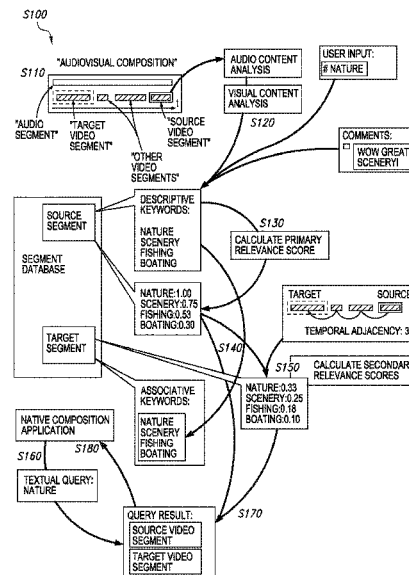 S100
"AUDIOVISUAL COMPOSITION"
S110
"AUDIO
SEGMENT"
"TARGET
VIDEO
SEGMENT"
"OTHER
VIDEO
SEGMENTS"
"SOURCE
VIDEO
SEGMENT"
t
AUDIO CONTENT
ANALYSIS
VISUAL CONTENT
ANALYSIS
S120
USER INPUT:
# NATURE
COMMENTS:
WOW GREAT
SCENERY!
SEGMENT
DATABASE
SOURCE
SEGMENT
TARGET
SEGMENT
DESCRIPTIVE
KEYWORDS:
NATURE
SCENERY
FISHING
BOATING
S130
CALCULATE PRIMARY
RELEVANCE SCORE
NATURE:1.00
SCENERY:0.75
FISHING:0.53
BOATING:0.30
TARGET
SOURCE
TEMPORAL ADJACENCY: 3
S140
S150
CALCULATE SECONDARY
RELEVANCE SCORES
NATURE:0.33
SCENERY:0.25
FISHING:0.18
BOATING:0.10
ASSOCIATIVE
KEYWORDS:
NATURE
SCENERY
FISHING
BOATING
NATIVE COMPOSITION
APPLICATION
S160
S180
TEXTUAL QUERY:
NATURE
S170
QUERY RESULT:
SOURCE VIDEO
SEGMENT
TARGET VIDEO
SEGMENT